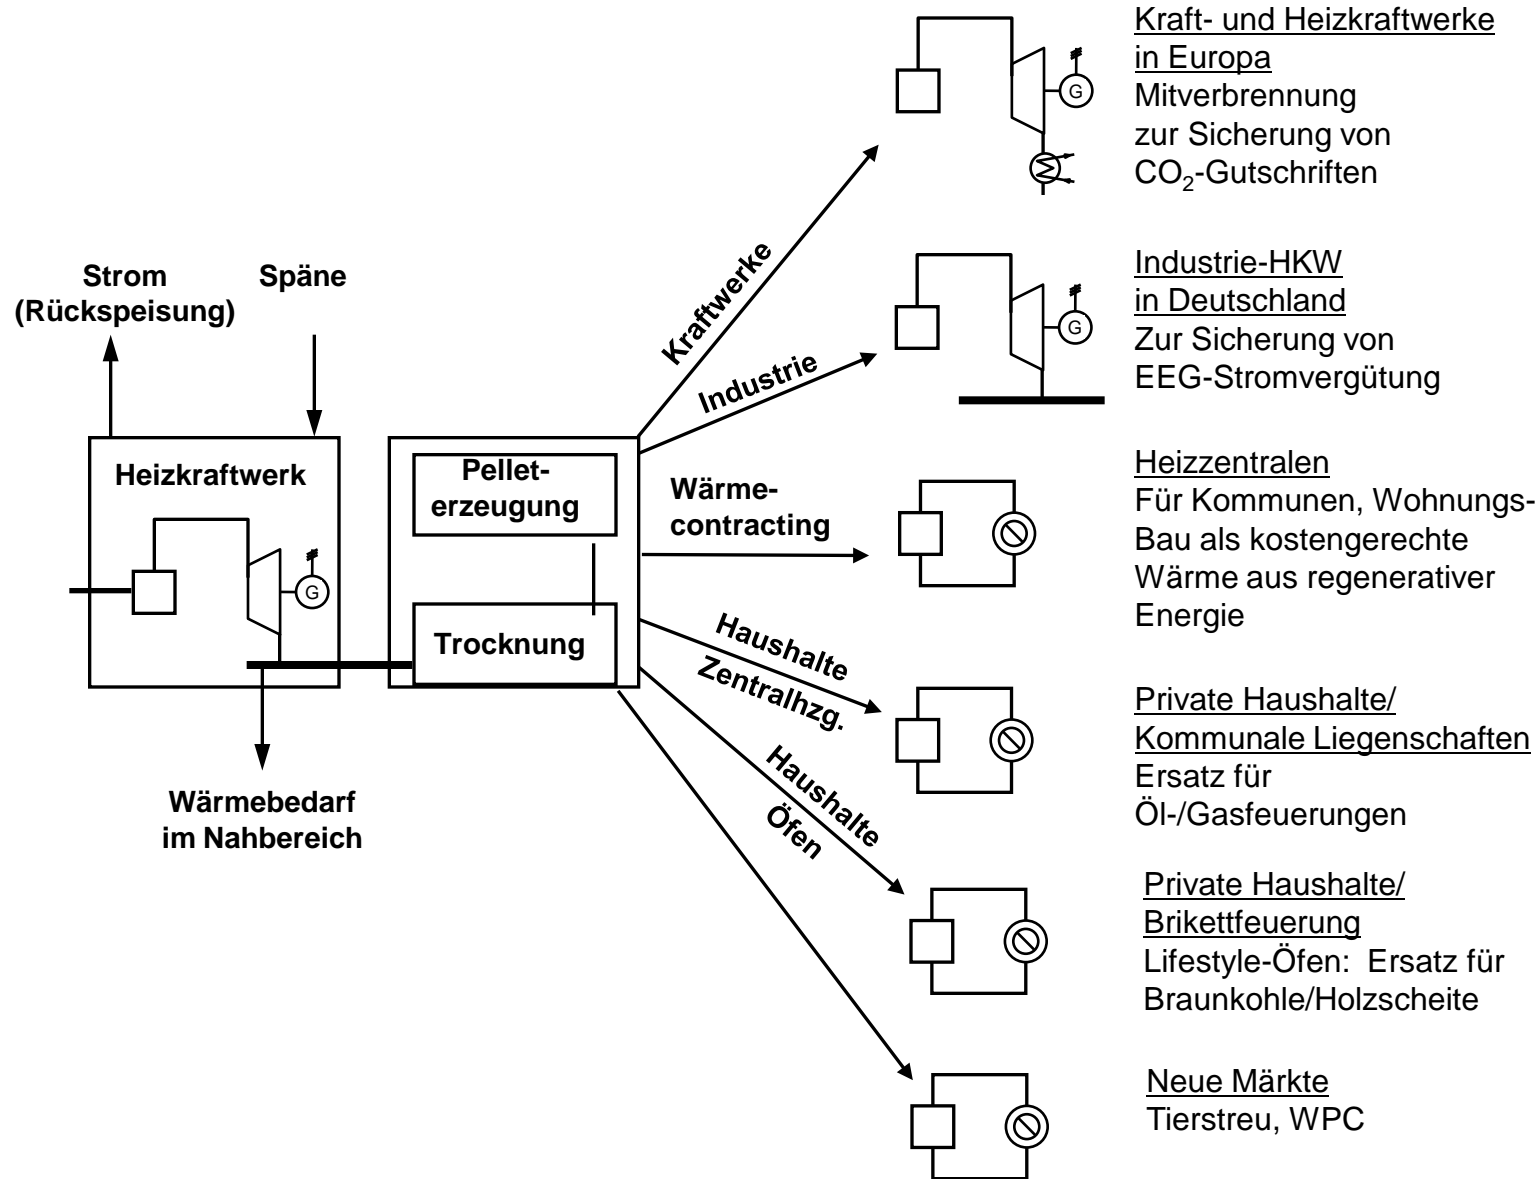 Strom
(Rückspeisung)
Späne
Heizkraftwerk
G
Wärmebedarf
im Nahbereich
Pellet-
erzeugung
Trocknung
Kraftwerke
Industrie
Wärme-
contracting
Haushalte
Zentralhzg.
Haushalte
Öfen
G
Kraft- und Heizkraftwerke
in Europa
Mitverbrennung
zur Sicherung von
CO₂-Gutschriften
G
Industrie-HKW
in Deutschland
Zur Sicherung von
EEG-Stromvergütung
Heizzentralen
Für Kommunen, Wohnungs-
Bau als kostengerechte
Wärme aus regenerativer
Energie
Private Haushalte/
Kommunale Liegenschaften
Ersatz für
Öl-/Gasfeuerungen
Private Haushalte/
Brikettfeuerung
Lifestyle-Öfen: Ersatz für
Braunkohle/Holzscheite
Neue Märkte
Tierstreu, WPC